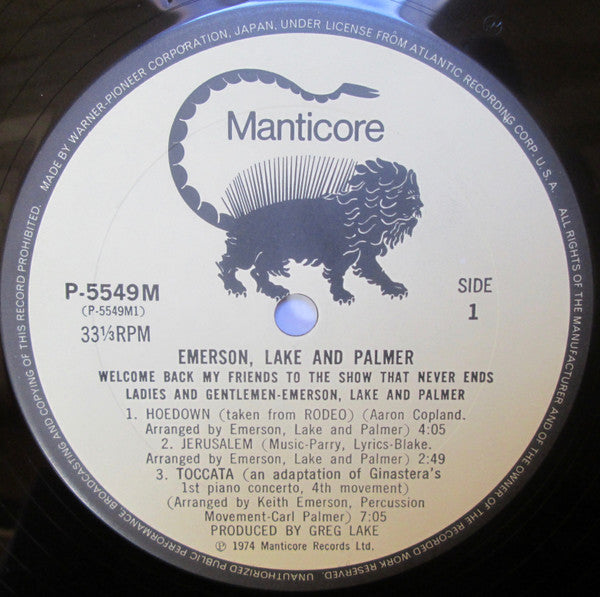 MADE BY WARNER-PIONEER CORPORATION, JAPAN, UNDER LICENSE FROM ATLANTIC RECORDING CORP. U.S.A. ALL RIGHTS OF THE MANUFACTURER AND OF THE OWNER OF THE RECORDED WORK RESERVED. UNAUTHORIZED PUBLIC PERFORMANCE, BROADCASTING AND COPYING OF THIS RECORD PROHIBITED.
Manticore
P-5549M
(P-5549M1)
33⅓RPM
SIDE
1
EMERSON, LAKE AND PALMER
WELCOME BACK MY FRIENDS TO THE SHOW THAT NEVER ENDS
LADIES AND GENTLEMEN-EMERSON, LAKE AND PALMER
1. HOEDOWN (taken from RODEO) (Aaron Copland.
Arranged by Emerson, Lake and Palmer) 4:05
2. JERUSALEM (Music-Parry, Lyrics-Blake.
Arranged by Emerson, Lake and Palmer) 2:49
3. TOCCATA (an adaptation of Ginastera's
1st piano concerto, 4th movement)
(Arranged by Keith Emerson, Percussion
Movement-Carl Palmer) 7:05
PRODUCED BY GREG LAKE
℗ 1974 Manticore Records Ltd.